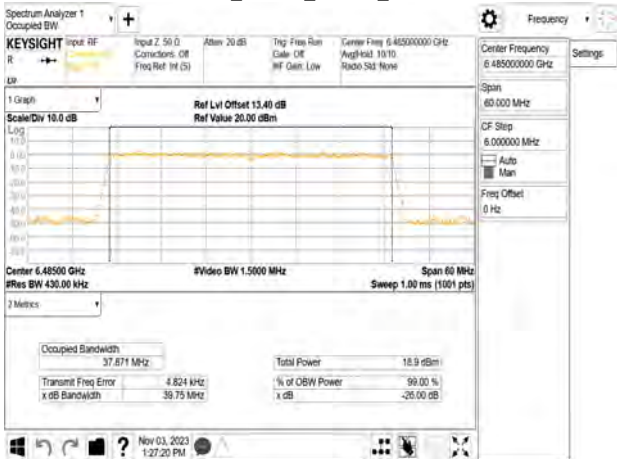 Spectrum Analyzer 1
Occupied BW
Frequency
KEYSIGHT
R
Input: RF
Input Z: 50 Ω
Corrections: Off
Freq Ref: Int (S)
Atten: 20 dB
Trig: Free Run
Gate: Off
#IF Gain: Low
Center Freq: 6.485000000 GHz
Avg|Hold: 10/10
Radio Std: None
Center Frequency
6.485000000 GHz
Settings
Span
60.000 MHz
CF Step
6.000000 MHz
Auto
Man
Freq Offset
0 Hz
1 Graph
Scale/Div 10.0 dB
Ref Lvl Offset 13.40 dB
Ref Value 20.00 dBm
Log
Center 6.48500 GHz
#Video BW 1.5000 MHz
Span 60 MHz
#Res BW 430.00 kHz
Sweep 1.00 ms (1001 pts)
2 Metrics
Occupied Bandwidth
37.871 MHz
Total Power
18.9 dBm
Transmit Freq Error
4.824 kHz
% of OBW Power
99.00 %
x dB Bandwidth
39.75 MHz
x dB
-26.00 dB
?
Nov 03, 2023
1:27:20 PM